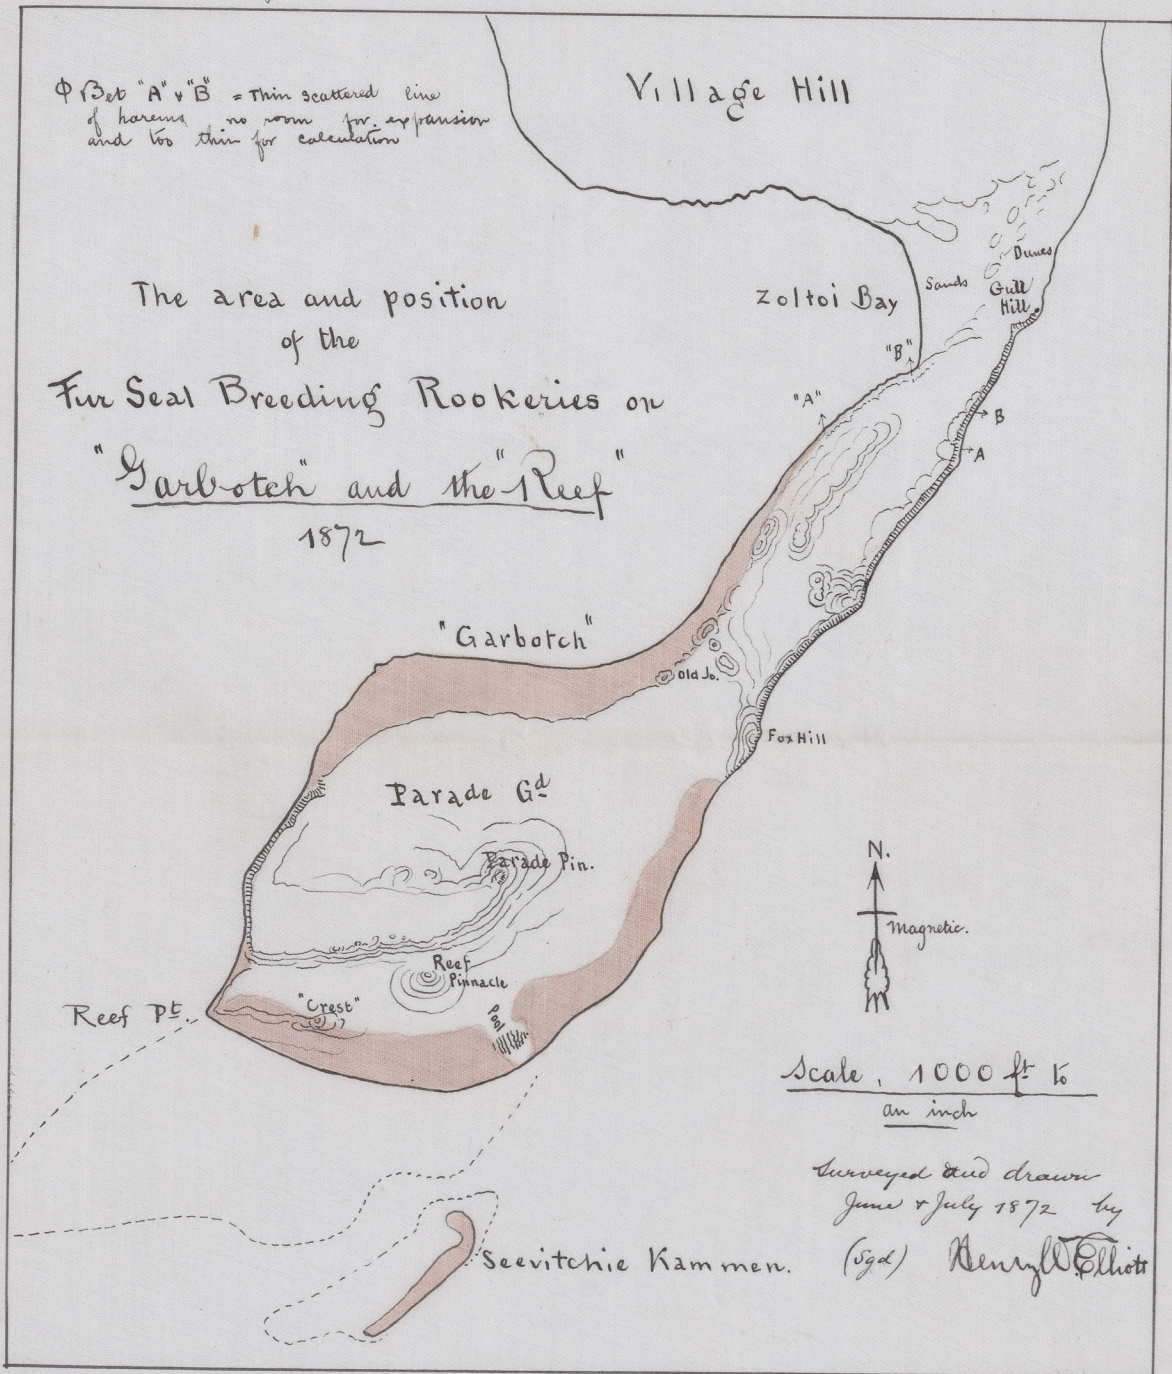 Φ Bet "A" & "B" = Thin scattered line
of harems no room for expansion
and too thin for calculation
Village Hill
The area and position
of the
Fur Seal Breeding Rookeries on
"Garbotch" and the "Reef"
1872
Dunes
Sands
Gull
Hill
Zoltoi Bay
"B"
"A"
B
A
"Garbotch"
Old Jo.
Fox Hill
Parade Gd
Parade Pin.
Reef
Pinnacle
"Crest"
Pool
Reef Pt.
N.
Magnetic.
Scale, 1000 ft to
an inch
Surveyed and drawn
June & July 1872 by
(Sgd) Henry W. Elliott
Seevitchie Kammen.